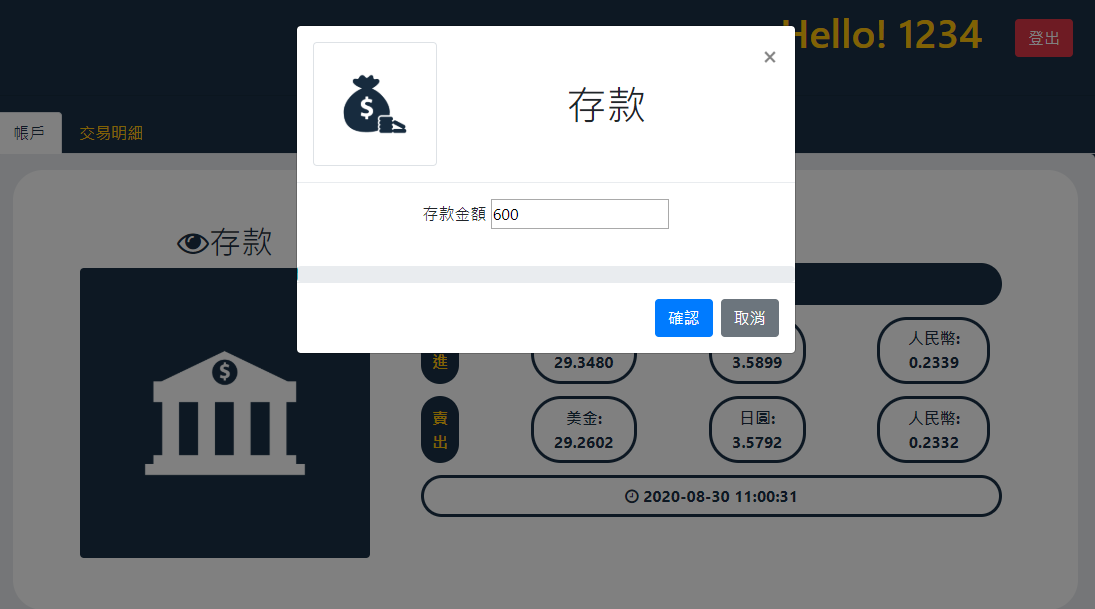 Hello! 1234
登出
帳戶
交易明細
存款
×
存款金額 600
確認
取消
存款
進
29.3480
3.5899
人民幣:
0.2339
賣出
美金:
29.2602
日圓:
3.5792
人民幣:
0.2332
2020-08-30 11:00:31